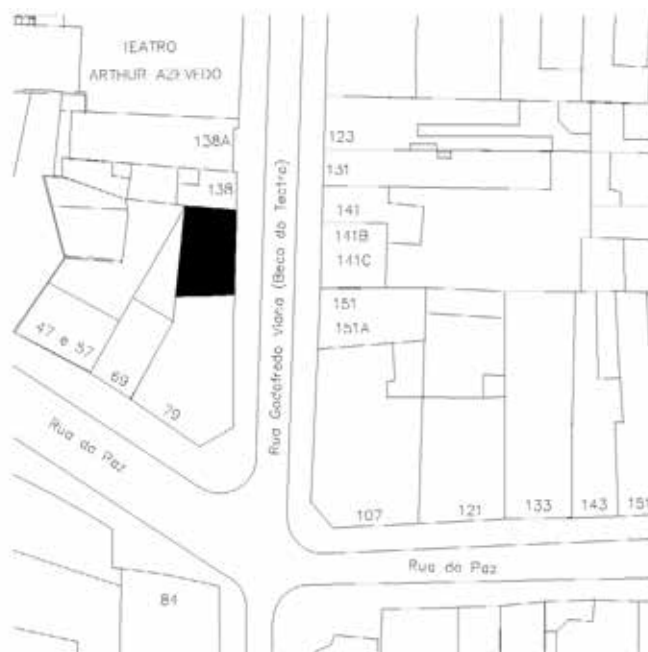 TEATRO
ARTHUR AZEVEDO
138A
138
123
131
141
141B
141C
151
151A
Rua Godofredo Viana (Beco do Teatro)
47 e 57
69
79
Rua da Paz
107
121
133
143
151
Rua da Paz
84